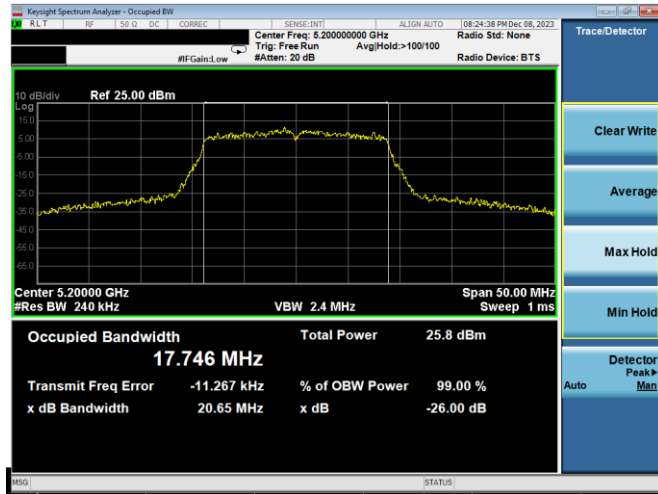 Keysight Spectrum Analyzer - Occupied BW
RLT RF 50 Ω DC CORREC SENSE:INT ALIGN AUTO 08:24:38 PM Dec 08, 2023
Center Freq: 5.200000000 GHz Radio Std: None
Trig: Free Run Avg|Hold:>100/100
#IFGain:Low #Atten: 20 dB Radio Device: BTS
Trace/Detector
10 dB/div Ref 25.00 dBm
Log
15.0
5.00
-5.00
-15.0
-25.0
-35.0
-45.0
-55.0
-65.0
Center 5.20000 GHz Span 50.00 MHz
#Res BW 240 kHz VBW 2.4 MHz Sweep 1 ms
Occupied Bandwidth Total Power 25.8 dBm
17.746 MHz
Transmit Freq Error -11.267 kHz % of OBW Power 99.00 %
x dB Bandwidth 20.65 MHz x dB -26.00 dB
Clear Write
Average
Max Hold
Min Hold
Detector
Peak▶
Auto Man
MSG STATUS